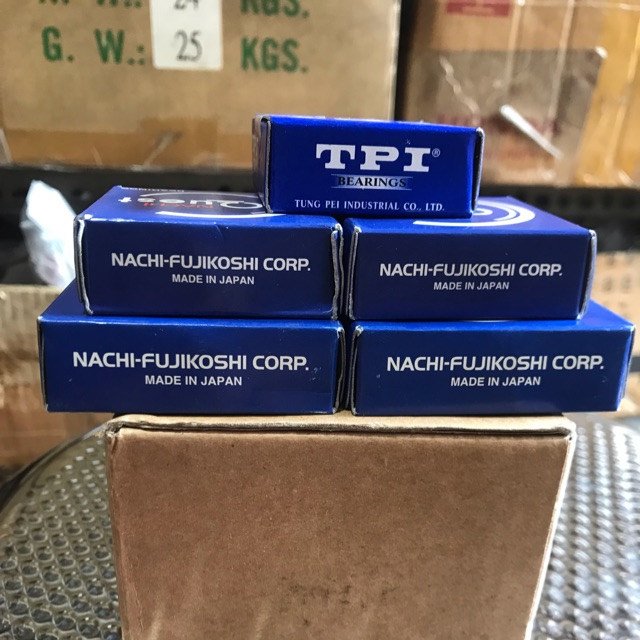 KGS.
G. W.: 25 KGS.
TPI®
BEARINGS
TUNG PEI INDUSTRIAL CO., LTD.
NACHI-FUJIKOSHI CORP.
MADE IN JAPAN
NACHI-FUJIKOSHI CORP.
MADE IN JAPAN
NACHI-FUJIKOSHI CORP.
MADE IN JAPAN
NACHI-FUJIKOSHI CORP.
MADE IN JAPAN